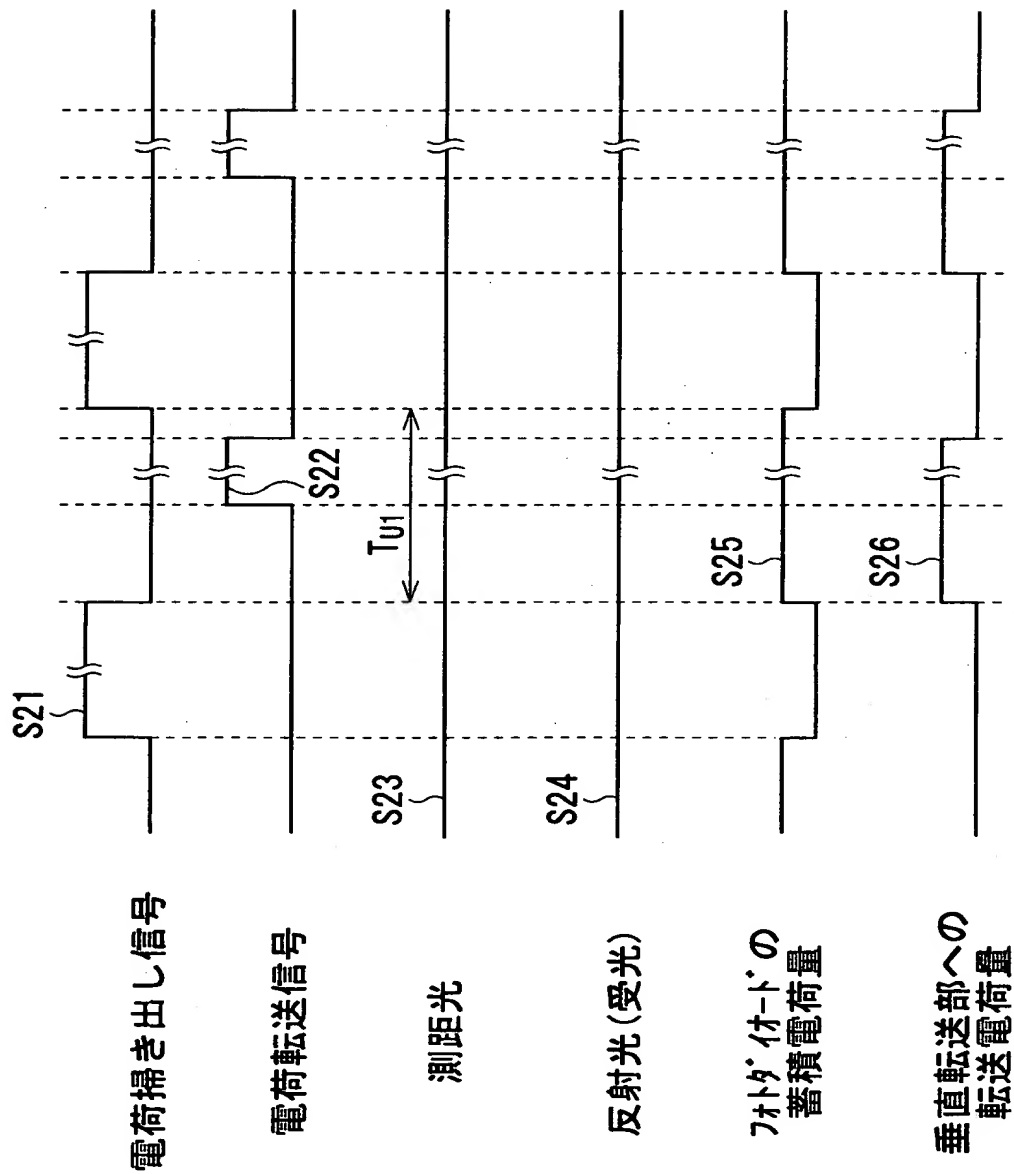 電荷掃き出し信号
S21
電荷転送信号
S22
測距光
S23
TU1
反射光(受光)
S24
フォトダイオードの
蓄積電荷量
S25
垂直転送部への
転送電荷量
S26